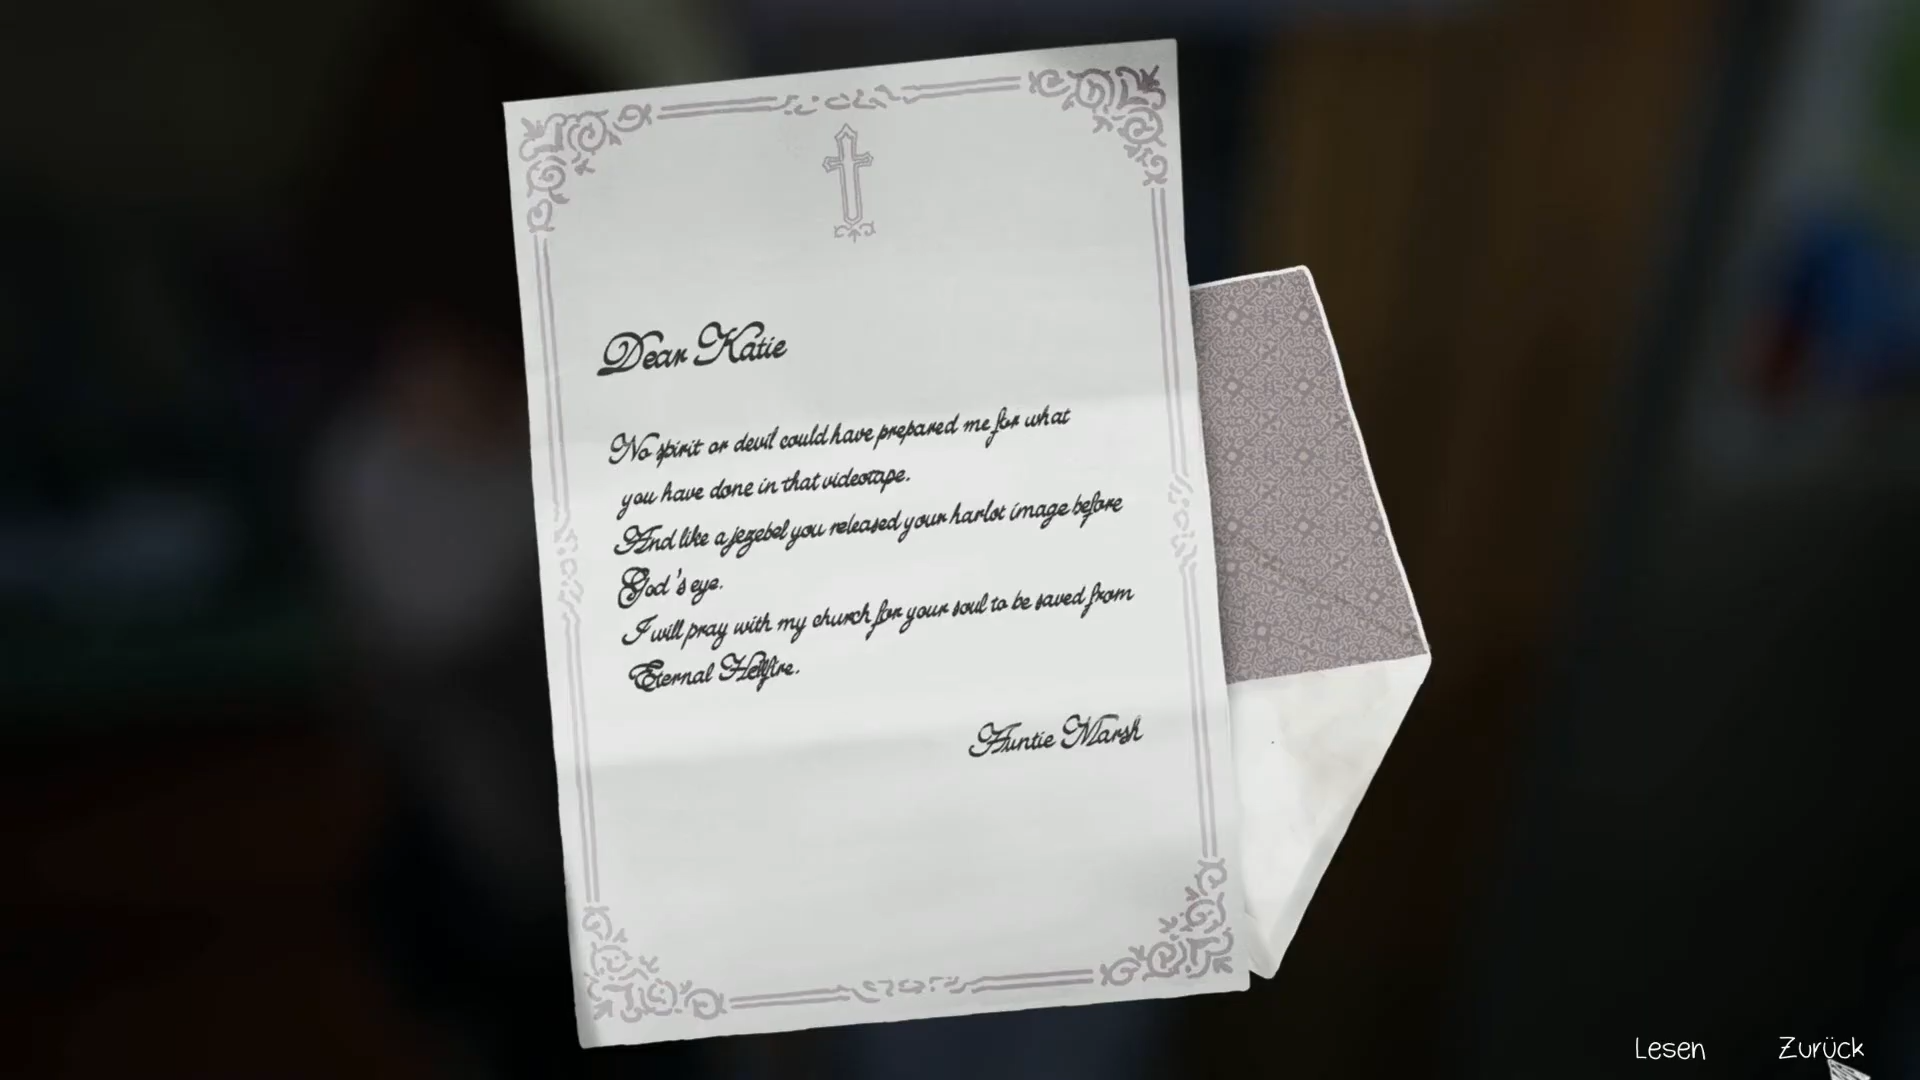 Dear Katie
No spirit or devil could have prepared me for what
you have done in that videotape.
And like a jezebel you released your harlot image before
God's eye.
I will pray with my church for your soul to be saved from
Eternal Hellfire.
Auntie Marsh
Lesen
Zurück